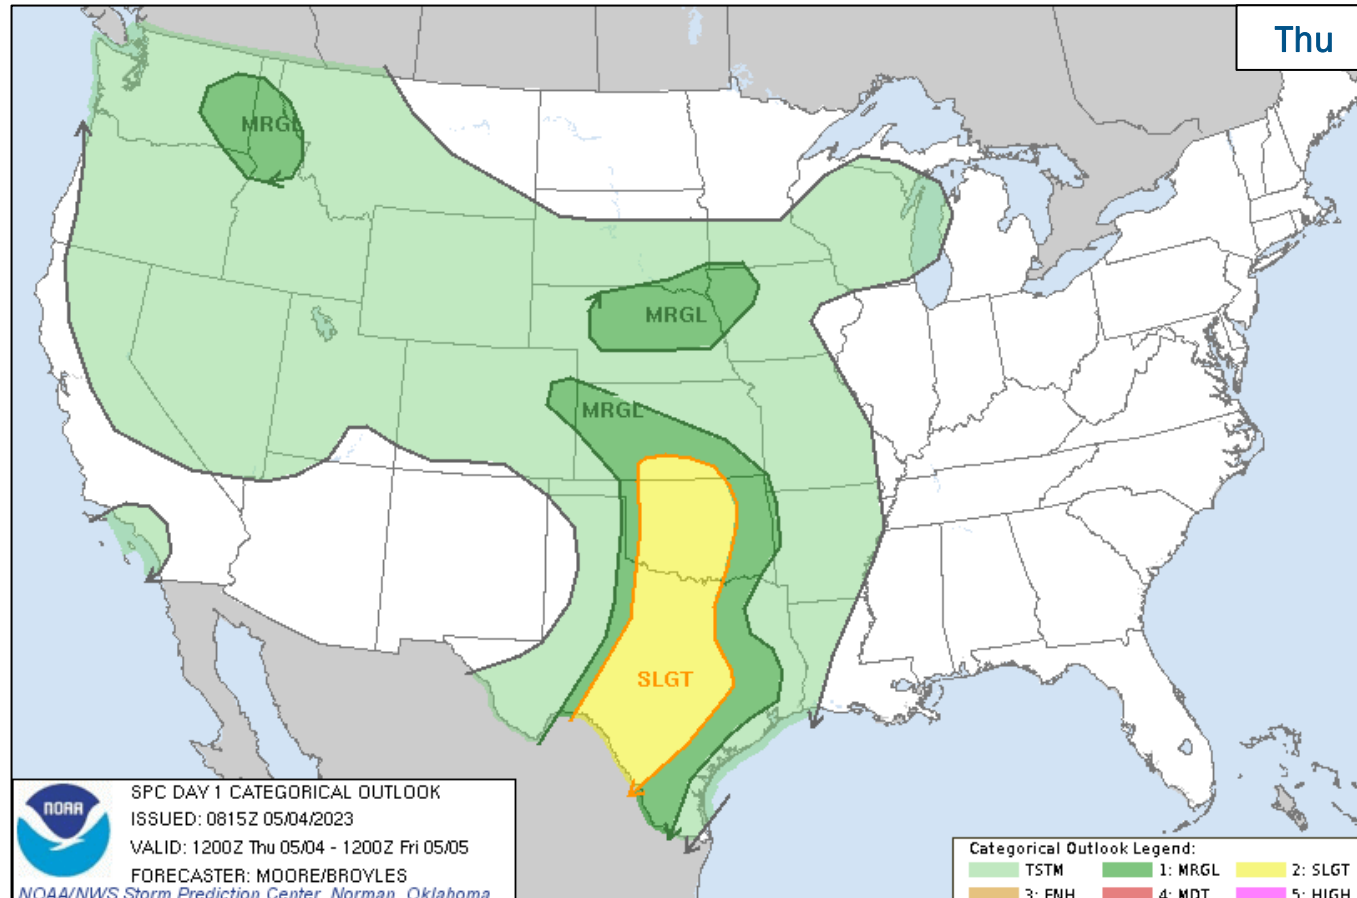 Thu
MRGL
MRGL
MRGL
SLGT
NOAA
SPC DAY 1 CATEGORICAL OUTLOOK
ISSUED: 0815Z 05/04/2023
VALID: 1200Z Thu 05/04 - 1200Z Fri 05/05
FORECASTER: MOORE/BROYLES
NOAA/NWS Storm Prediction Center, Norman, Oklahoma
Categorical Outlook Legend:
TSTM 1: MRGL 2: SLGT
3: ENH 4: MDT 5: HIGH